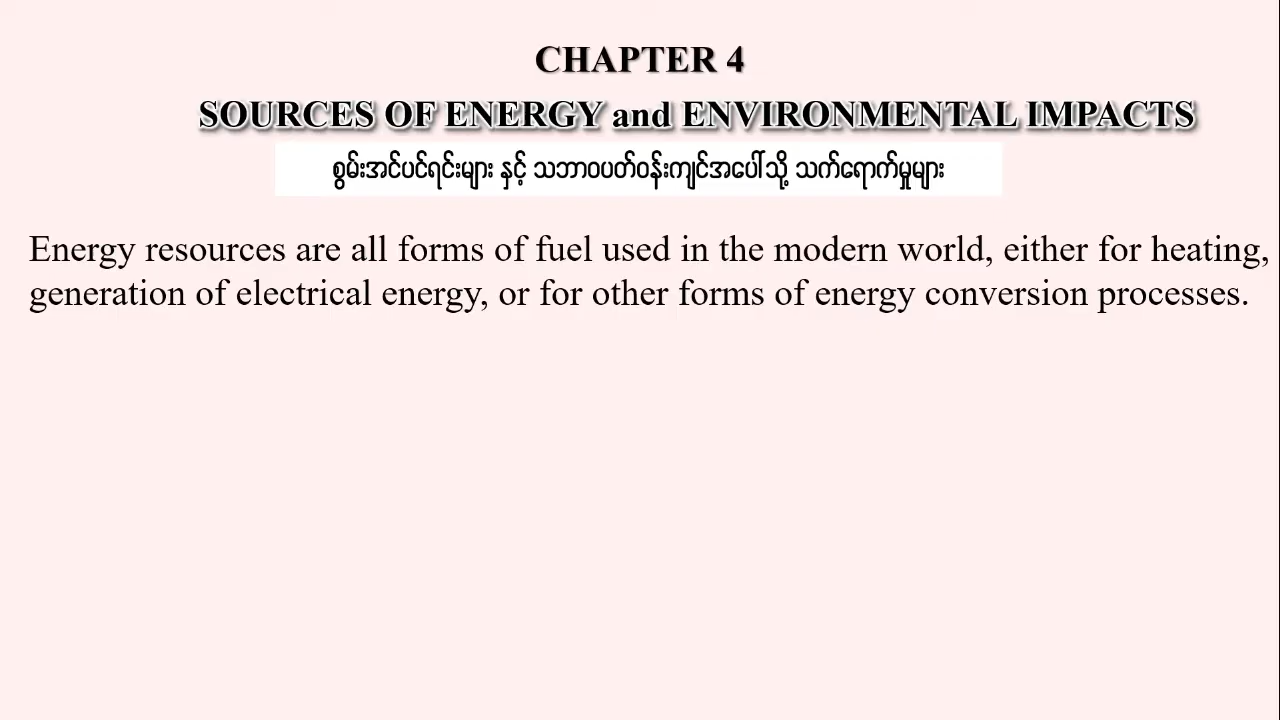 CHAPTER 4
SOURCES OF ENERGY and ENVIRONMENTAL IMPACTS
စွမ်းအင်ပင်ရင်းများ နှင့် သဘာဝပတ်ဝန်းကျင်အပေါ်သို့ သက်ရောက်မှုများ
Energy resources are all forms of fuel used in the modern world, either for heating,
generation of electrical energy, or for other forms of energy conversion processes.